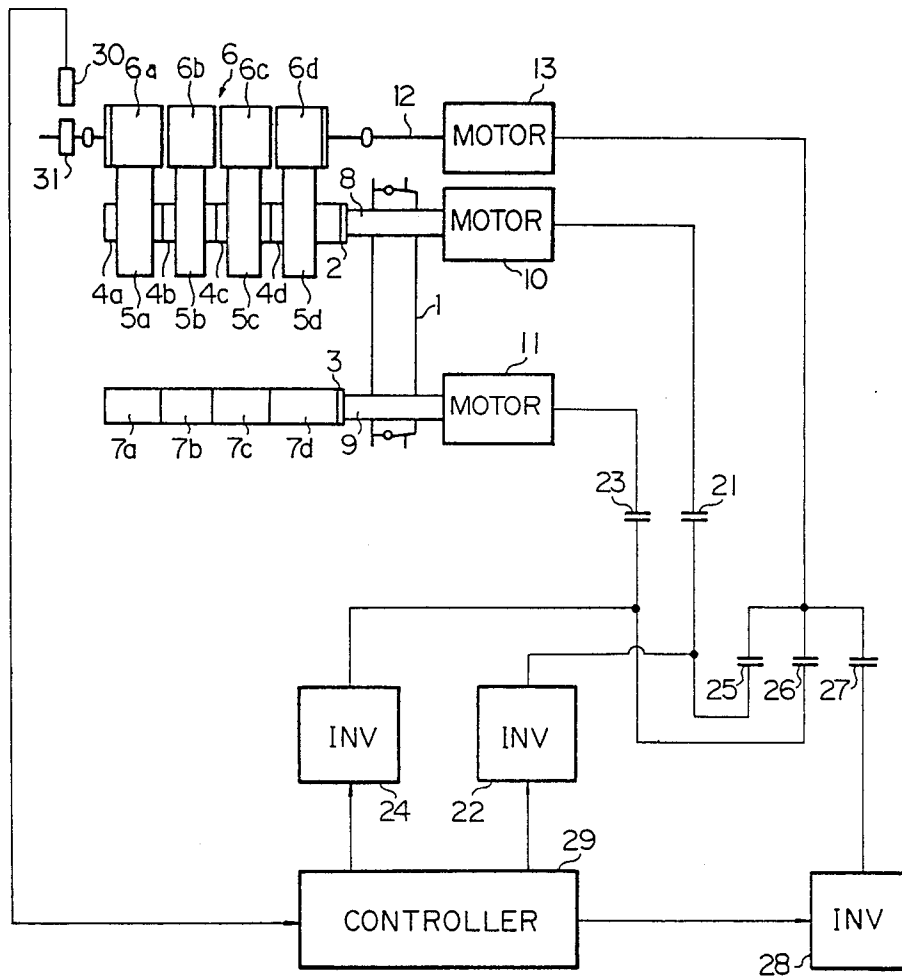 30
6a
6b
6
6c
6d
13
12
MOTOR
31
8
MOTOR
4a
4b
4c
4d
2
10
5a
5b
5c
5d
1
11
3
MOTOR
7a
7b
7c
7d
9
23
21
25
26
27
INV
INV
24
22
29
CONTROLLER
INV
28